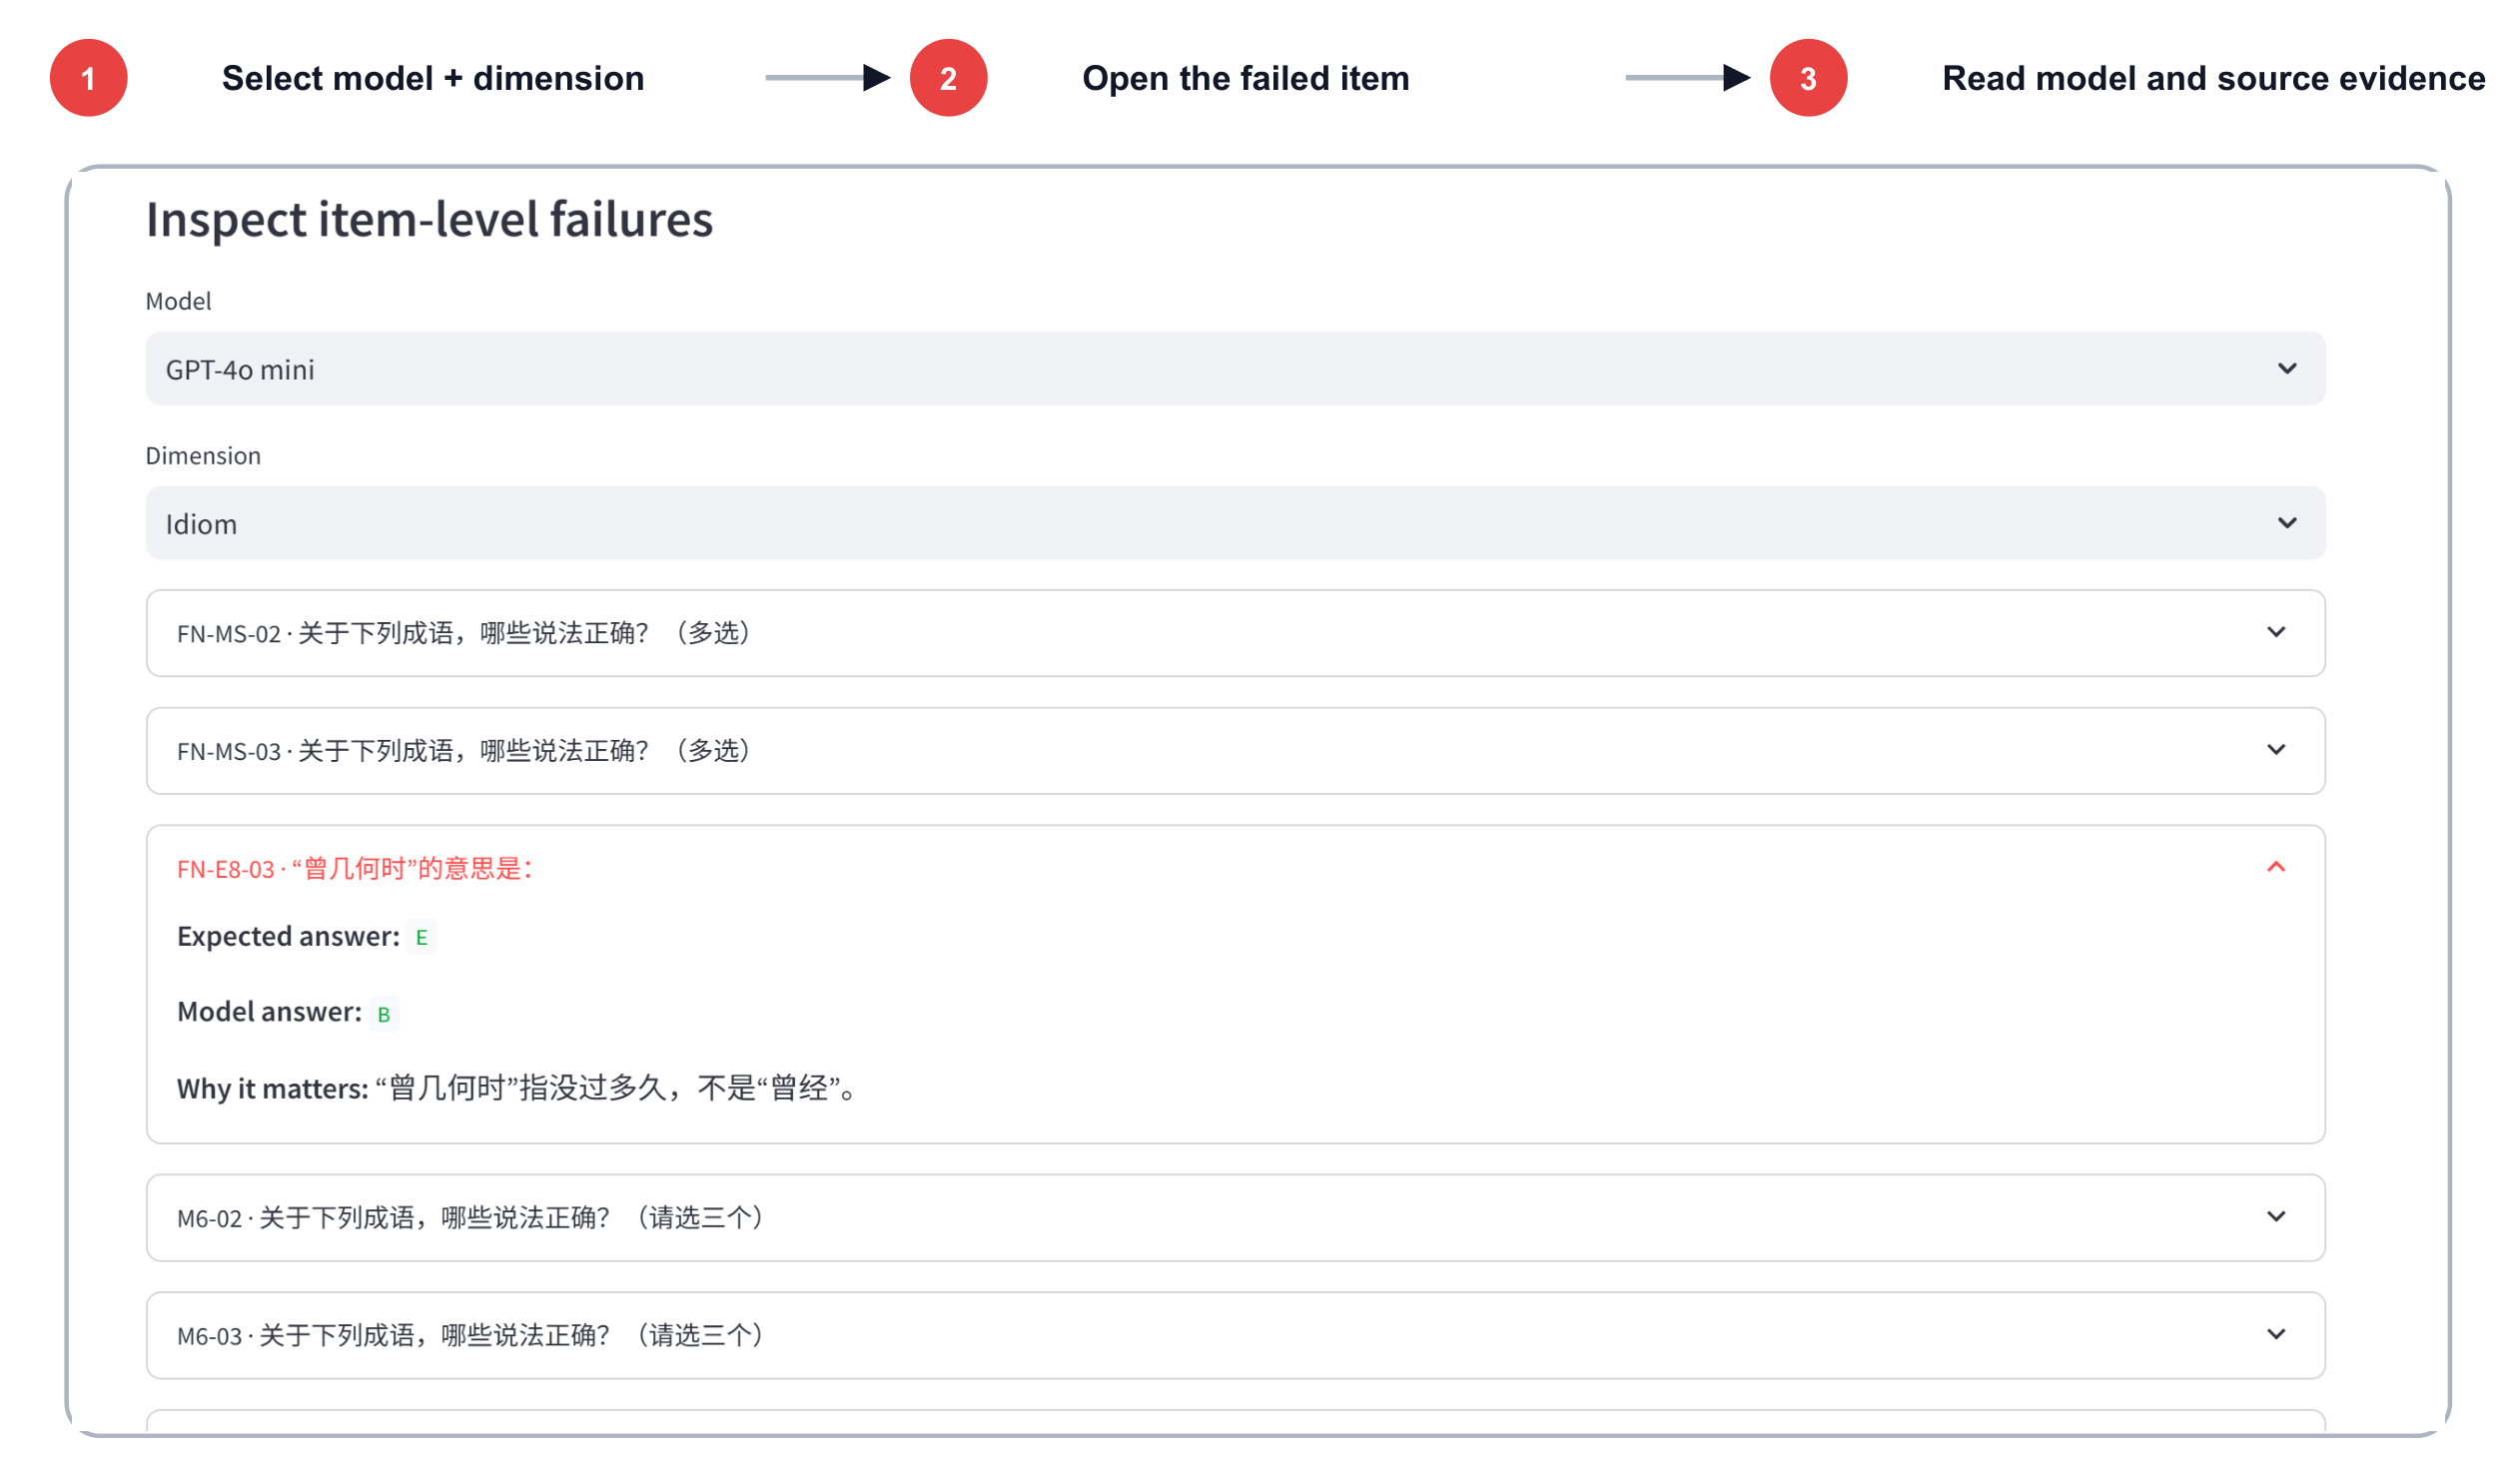 1 Select model + dimension 2 Open the failed item 3 Read model and source evidence
Inspect item-level failures
Model
GPT-4o mini
Dimension
Idiom
FN-MS-02 · 关于下列成语，哪些说法正确？（多选）
FN-MS-03 · 关于下列成语，哪些说法正确？（多选）
FN-E8-03 · “曾几何时”的意思是：
Expected answer: E
Model answer: B
Why it matters: “曾几何时”指没过多久，不是“曾经”。
M6-02 · 关于下列成语，哪些说法正确？（请选三个）
M6-03 · 关于下列成语，哪些说法正确？（请选三个）